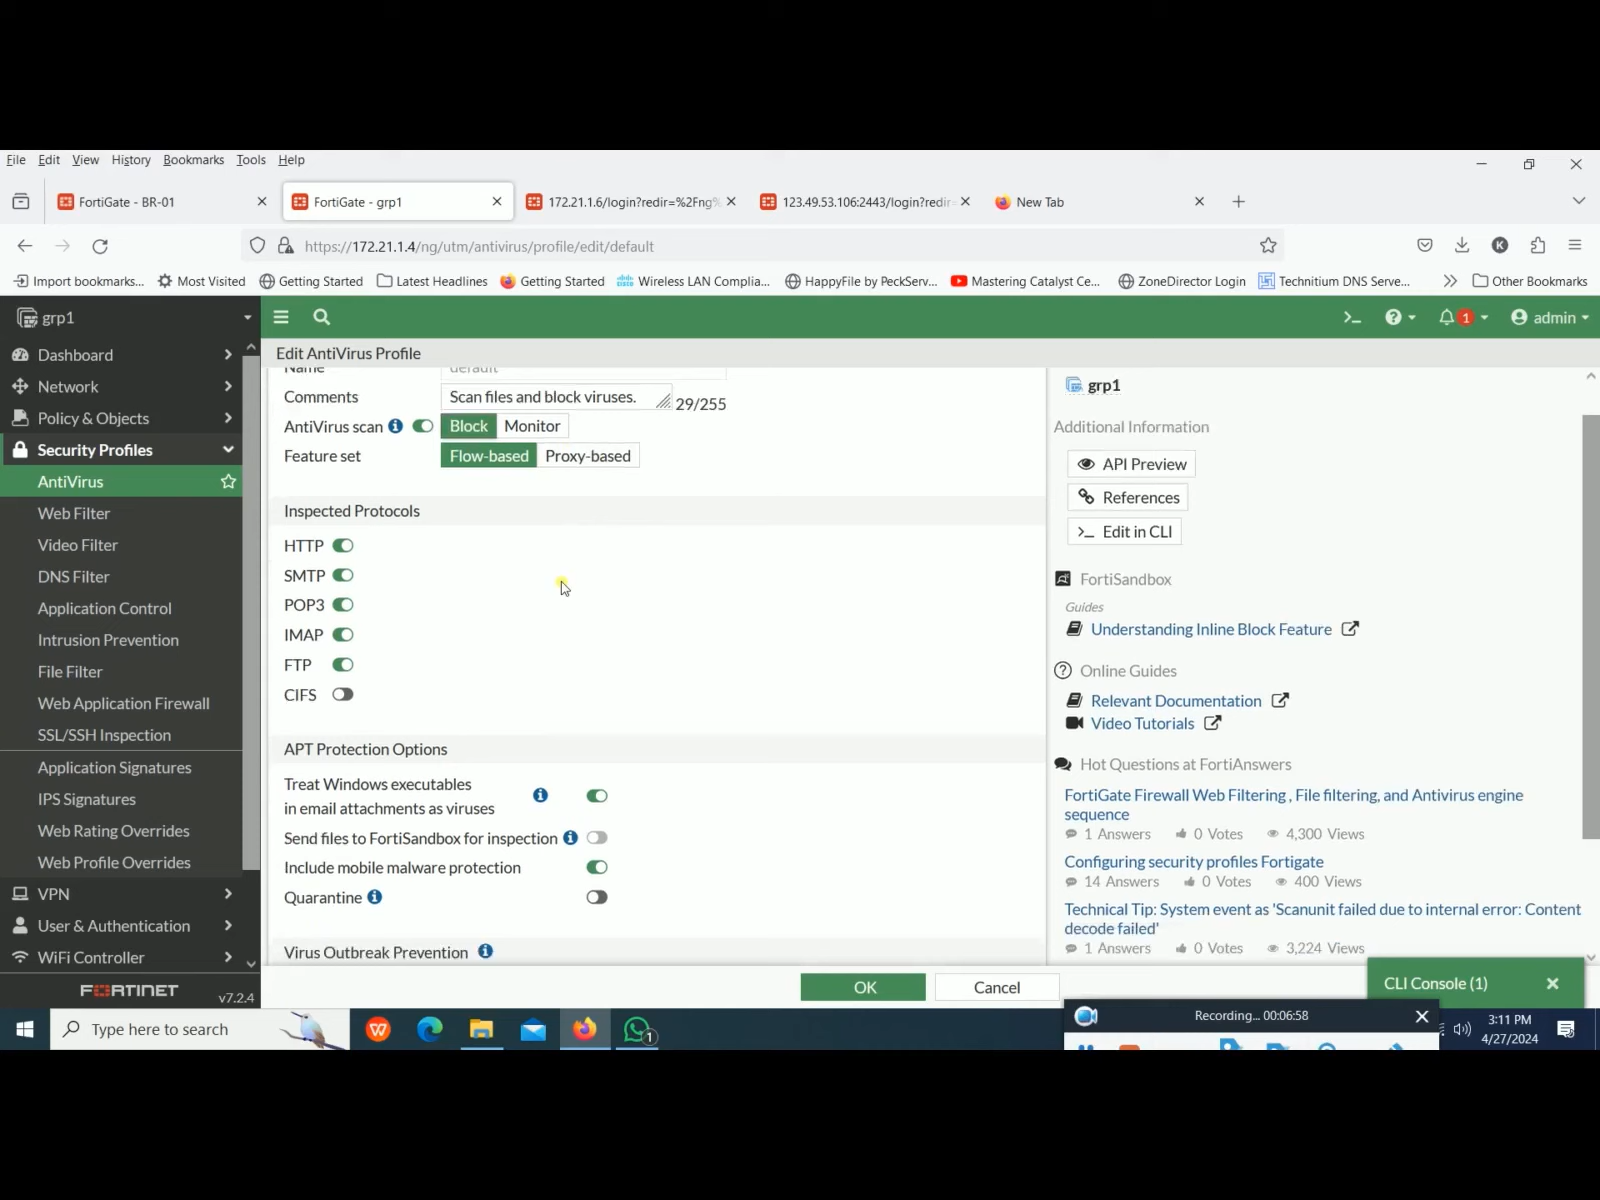 File Edit View History Bookmarks Tools Help
FortiGate - BR-01
FortiGate - grp1
172.21.1.6/login?redir=%2Fng%
123.49.53.106:2443/login?redir=
New Tab
https://172.21.1.4/ng/utm/antivirus/profile/edit/default
K
Import bookmarks... Most Visited Getting Started Latest Headlines Getting Started Wireless LAN Complia... HappyFile by PeckServ... Mastering Catalyst Ce... ZoneDirector Login Technitium DNS Serve... Other Bookmarks
grp1
1
admin
Dashboard
Network
Policy & Objects
Security Profiles
AntiVirus
Web Filter
Video Filter
DNS Filter
Application Control
Intrusion Prevention
File Filter
Web Application Firewall
SSL/SSH Inspection
Application Signatures
IPS Signatures
Web Rating Overrides
Web Profile Overrides
VPN
User & Authentication
WiFi Controller
FORTINET
v7.2.4
Edit AntiVirus Profile
Name default
Comments Scan files and block viruses. 29/255
AntiVirus scan Block Monitor
Feature set Flow-based Proxy-based
Inspected Protocols
HTTP
SMTP
POP3
IMAP
FTP
CIFS
APT Protection Options
Treat Windows executables
in email attachments as viruses
Send files to FortiSandbox for inspection
Include mobile malware protection
Quarantine
Virus Outbreak Prevention
OK Cancel
grp1
Additional Information
API Preview
References
Edit in CLI
FortiSandbox
Guides
Understanding Inline Block Feature
Online Guides
Relevant Documentation
Video Tutorials
Hot Questions at FortiAnswers
FortiGate Firewall Web Filtering , File filtering, and Antivirus engine
sequence
1 Answers 0 Votes 4,300 Views
Configuring security profiles Fortigate
14 Answers 0 Votes 400 Views
Technical Tip: System event as 'Scanunit failed due to internal error: Content
decode failed'
1 Answers 0 Votes 3,224 Views
CLI Console (1)
Type here to search
W
1
Recording... 00:06:58
3:11 PM
4/27/2024